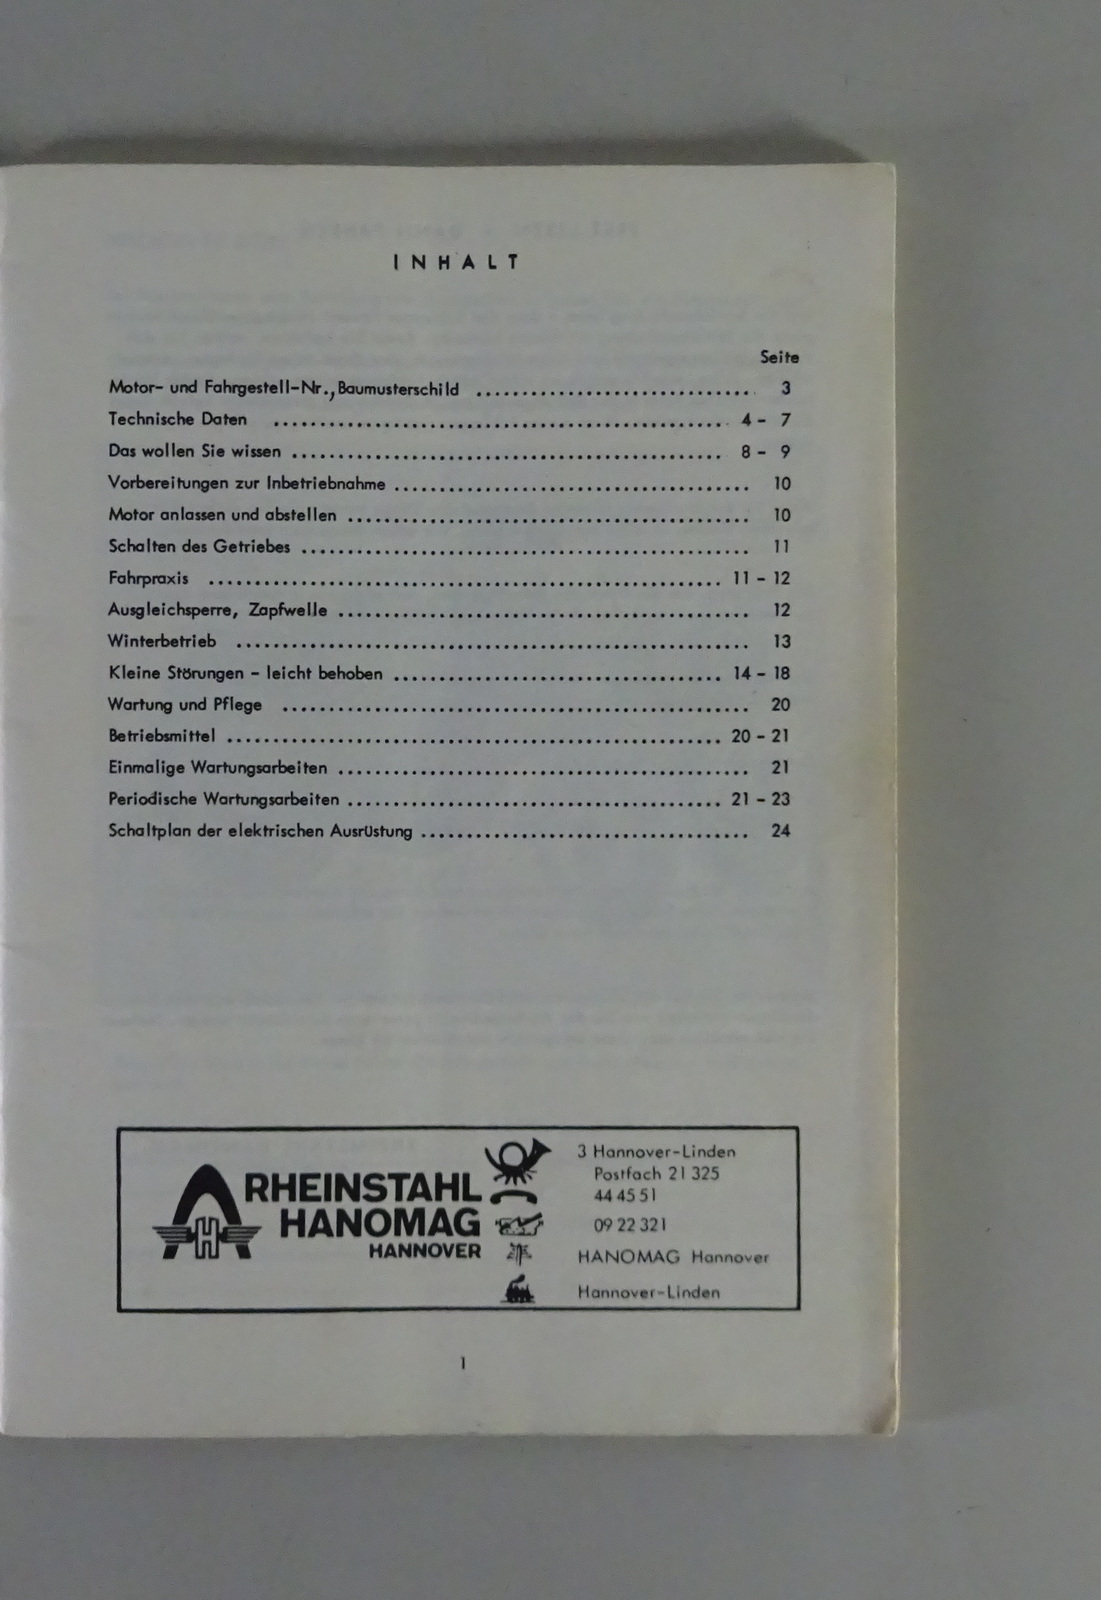 INHALT
Seite
Motor- und Fahrgestell-Nr., Baumusterschild .............................. 3
Technische Daten .................................................. 4 - 7
Das wollen Sie wissen ............................................... 8 - 9
Vorbereitungen zur Inbetriebnahme ....................................... 10
Motor anlassen und abstellen ............................................ 10
Schalten des Getriebes ................................................. 11
Fahrpraxis ........................................................ 11 - 12
Ausgleichsperre, Zapfwelle ............................................. 12
Winterbetrieb ........................................................ 13
Kleine Störungen - leicht behoben .................................... 14 - 18
Wartung und Pflege ................................................... 20
Betriebsmittel ...................................................... 20 - 21
Einmalige Wartungsarbeiten ............................................. 21
Periodische Wartungsarbeiten ......................................... 21 - 23
Schaltplan der elektrischen Ausrüstung .................................... 24
RHEINSTAHL
HANOMAG
HANNOVER
3 Hannover-Linden
Postfach 21 325
44 45 51
09 22 321
HANOMAG Hannover
Hannover-Linden
1